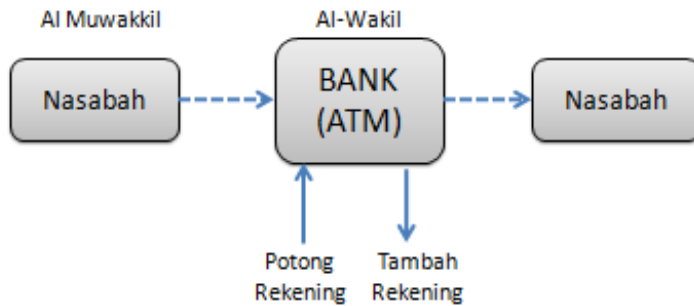 Al Muwakkil
Al-Wakil
Nasabah
BANK
(ATM)
Nasabah
Potong
Rekening
Tambah
Rekening